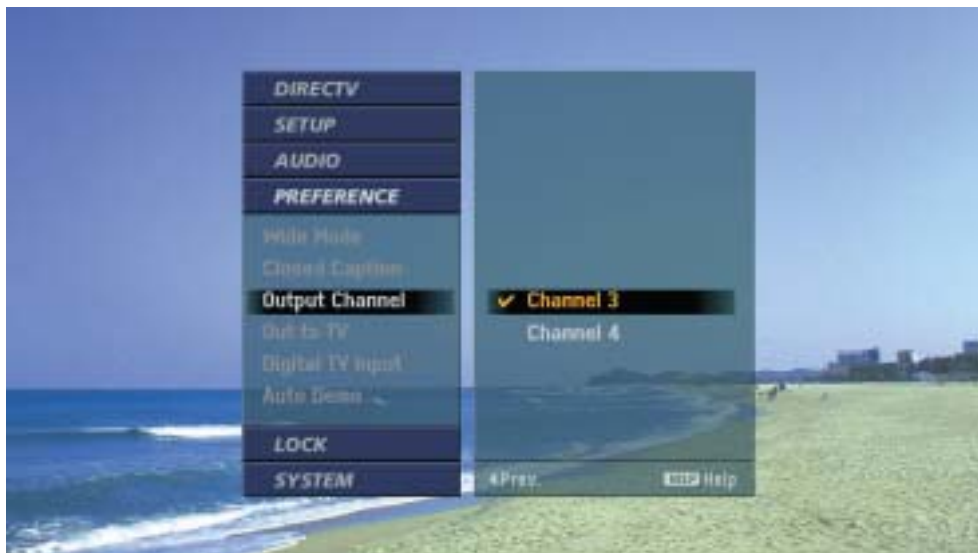 DIRECTV
SETUP
AUDIO
PREFERENCE
Wide Mode
Closed Caption
Output Channel
Out to TV
Digital TV Input
Auto Demo
LOCK
SYSTEM
✔ Channel 3
Channel 4
◀Prev.
HELP Help